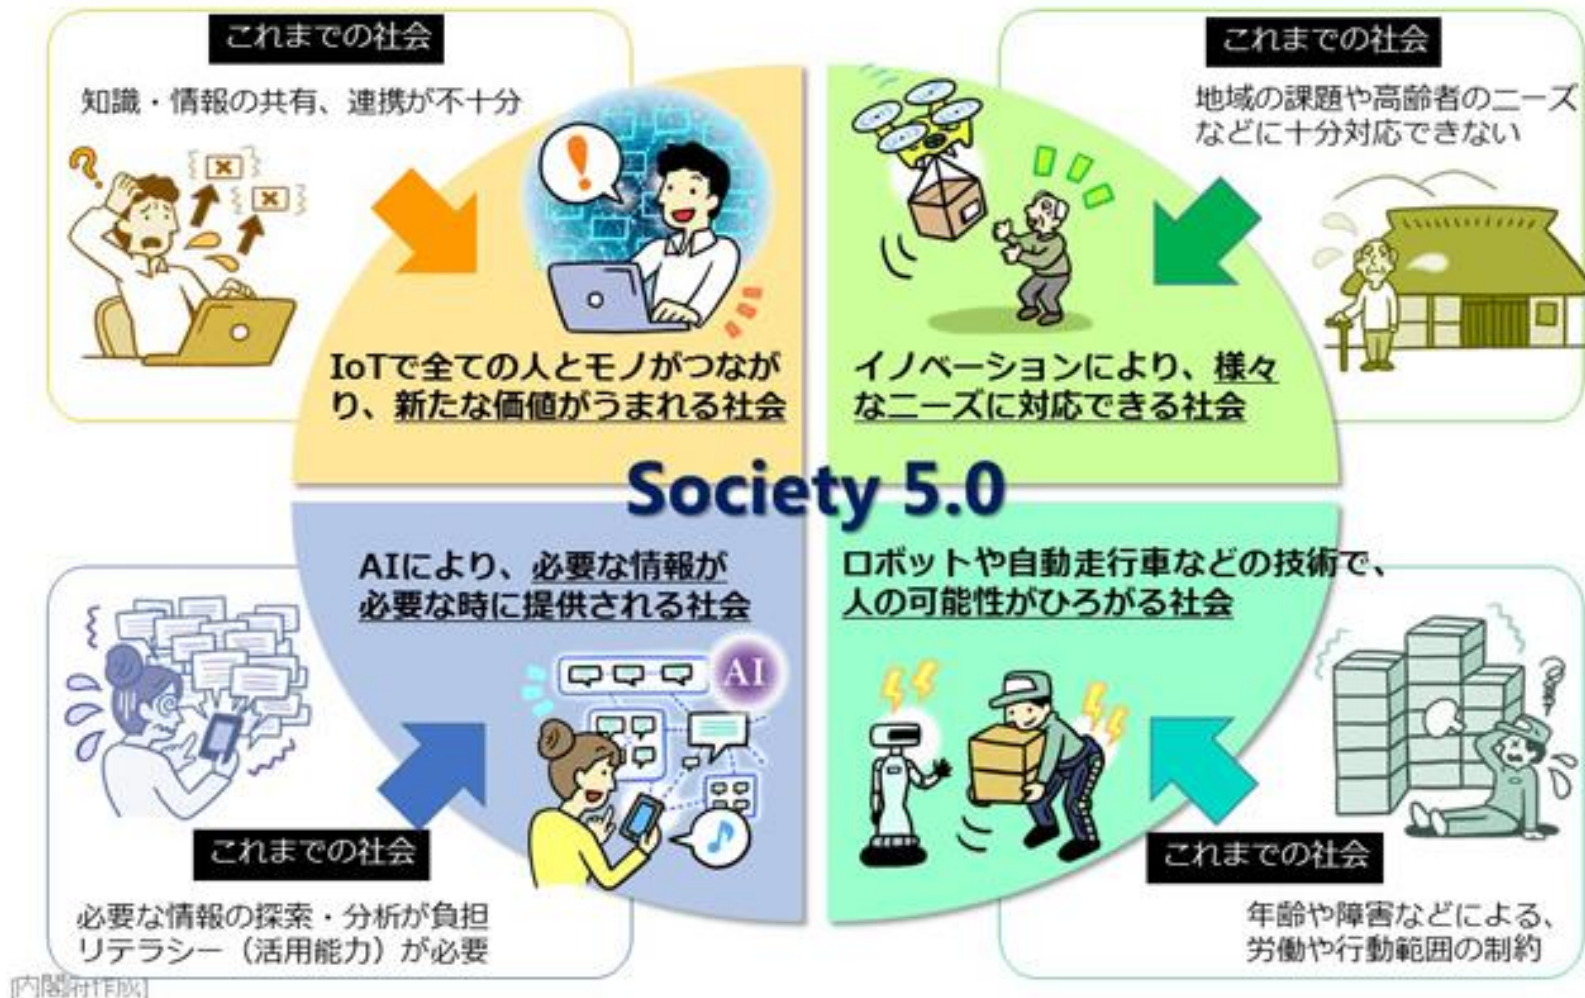 これまでの社会
知識・情報の共有、連携が不十分
IoTで全ての人とモノがつなが
り、新たな価値がうまれる社会
これまでの社会
地域の課題や高齢者のニーズ
などに十分対応できない
イノベーションにより、様々
なニーズに対応できる社会
Society 5.0
AIにより、必要な情報が
必要な時に提供される社会
AI
これまでの社会
必要な情報の探索・分析が負担
リテラシー（活用能力）が必要
ロボットや自動走行車などの技術で、
人の可能性がひろがる社会
これまでの社会
年齢や障害などによる、
労働や行動範囲の制約
[内閣府作成]